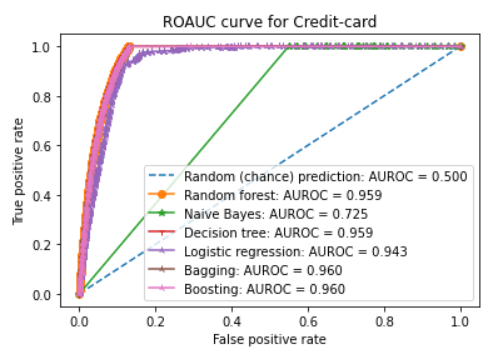 ROAUC curve for Credit-card
True positive rate
1.0
0.8
0.6
0.4
0.2
0.0
Random (chance) prediction: AUROC = 0.500
Random forest: AUROC = 0.959
Naive Bayes: AUROC = 0.725
Decision tree: AUROC = 0.959
Logistic regression: AUROC = 0.943
Bagging: AUROC = 0.960
Boosting: AUROC = 0.960
0.0 0.2 0.4 0.6 0.8 1.0
False positive rate